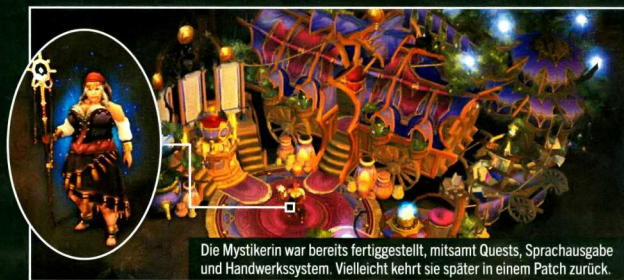 Die Mystikerin war bereits fertiggestellt, mitsamt Quests, Sprachausgabe
und Handwerkssystem. Vielleicht kehrt sie später in einem Patch zurück.